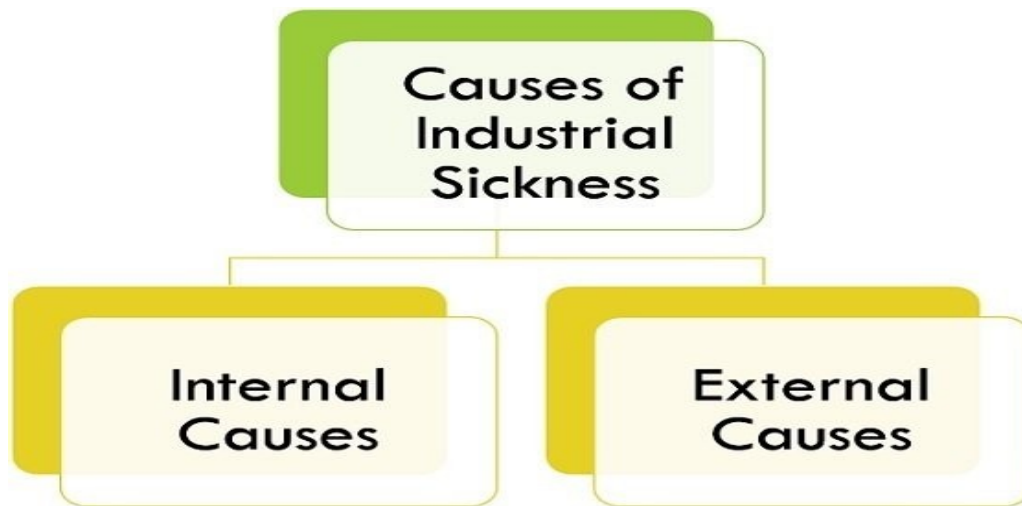 Causes of
Industrial
Sickness
Internal
Causes
External
Causes